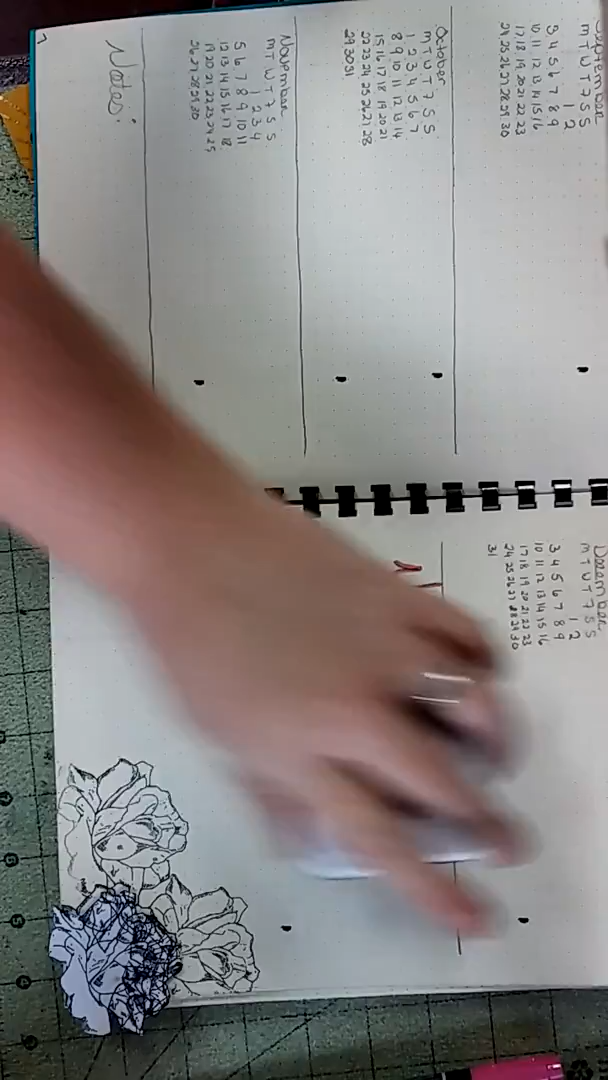 September
M T W T F S S
1 2
3 4 5 6 7 8 9
10 11 12 13 14 15 16
17 18 19 20 21 22 23
24 25 26 27 28 29 30
October
M T W T F S S
1 2 3 4 5 6 7
8 9 10 11 12 13 14
15 16 17 18 19 20 21
22 23 24 25 26 27 28
29 30 31
November
M T W T F S S
1 2 3 4
5 6 7 8 9 10 11
12 13 14 15 16 17 18
19 20 21 22 23 24 25
26 27 28 29 30
Notes:
7
December
M T W T F S S
1 2
3 4 5 6 7 8 9
10 11 12 13 14 15 16
17 18 19 20 21 22 23
24 25 26 27 28 29 30
31
7
6
5
4